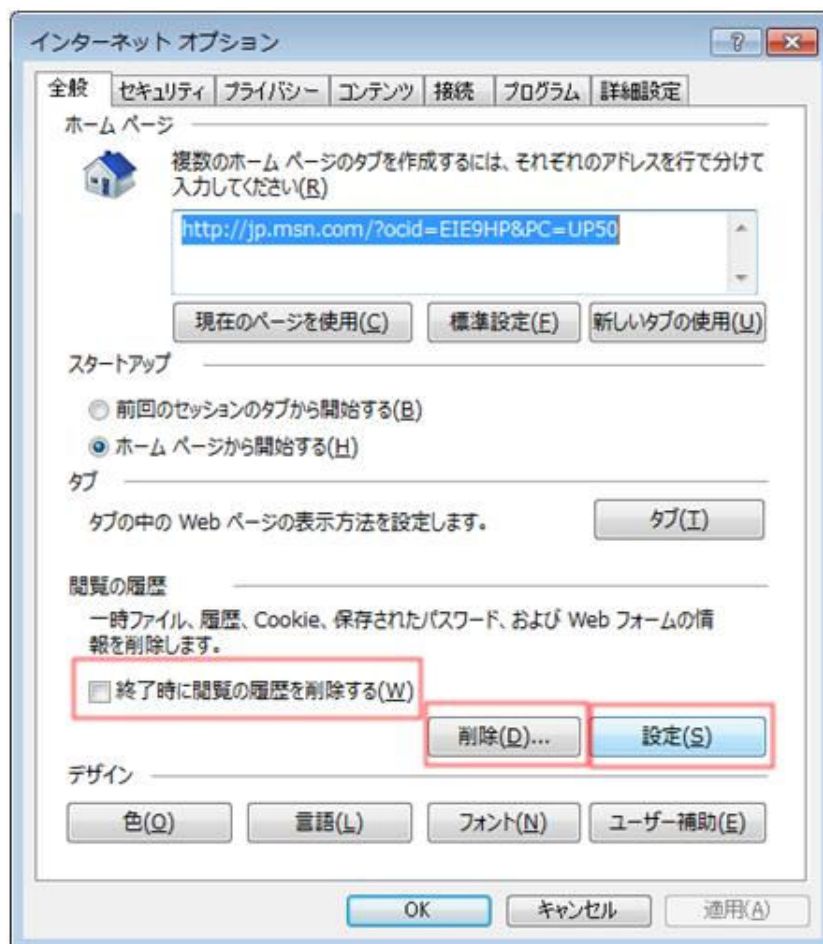 インターネット オプション
全般 セキュリティ プライバシー コンテンツ 接続 プログラム 詳細設定
ホーム ページ
複数のホーム ページのタブを作成するには、それぞれのアドレスを行で分けて
入力してください(R)
http://jp.msn.com/?ocid=EIE9HP&PC=UP50
現在のページを使用(C) 標準設定(F) 新しいタブの使用(U)
スタートアップ
前回のセッションのタブから開始する(B)
ホーム ページから開始する(H)
タブ
タブの中の Web ページの表示方法を設定します。 タブ(T)
閲覧の履歴
一時ファイル、履歴、Cookie、保存されたパスワード、および Web フォームの情
報を削除します。
終了時に閲覧の履歴を削除する(W)
削除(D)... 設定(S)
デザイン
色(O) 言語(L) フォント(N) ユーザー補助(E)
OK キャンセル 適用(A)